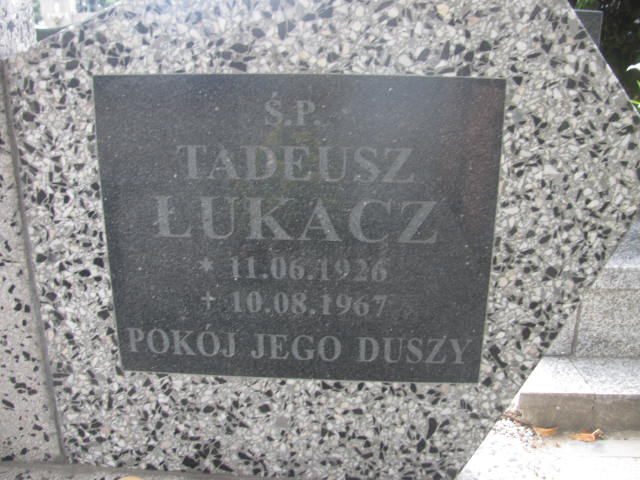 Ś.P.
TADEUSZ
ŁUKACZ
* 11.06.1926
✝ 10.08.1967
POKÓJ JEGO DUSZY